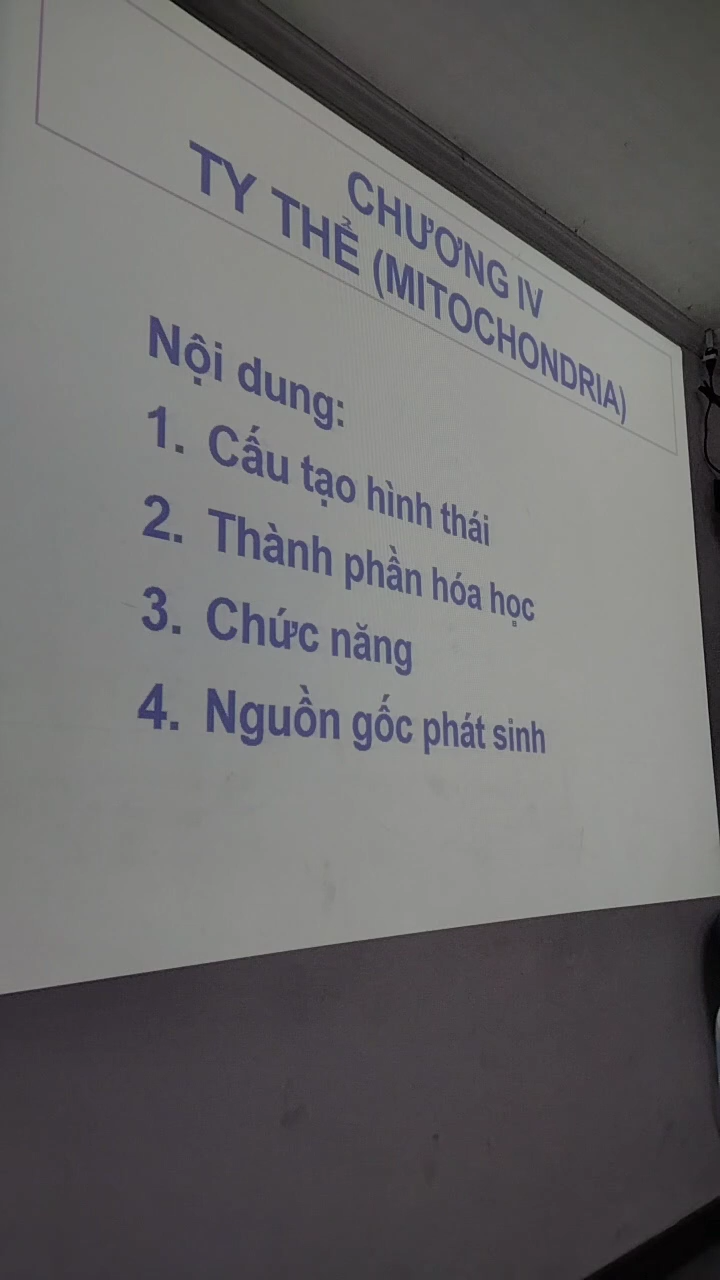 CHƯƠNG IV
TY THỂ (MITOCHONDRIA)
Nội dung:
1. Cấu tạo hình thái
2. Thành phần hóa học
3. Chức năng
4. Nguồn gốc phát sinh